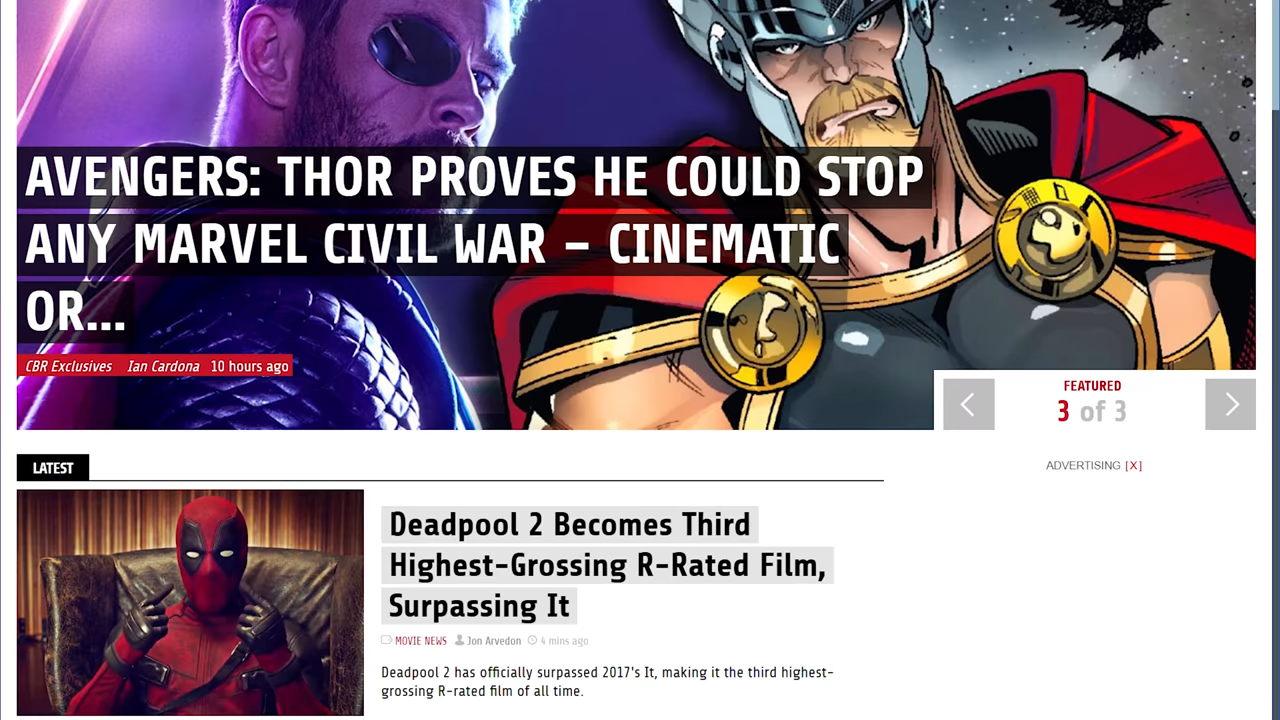 AVENGERS: THOR PROVES HE COULD STOP
ANY MARVEL CIVIL WAR – CINEMATIC
OR...
CBR Exclusives Ian Cardona 10 hours ago
FEATURED
3 of 3
ADVERTISING [X]
LATEST
Deadpool 2 Becomes Third
Highest-Grossing R-Rated Film,
Surpassing It
MOVIE NEWS Jon Arvedon 4 mins ago
Deadpool 2 has officially surpassed 2017's It, making it the third highest-
grossing R-rated film of all time.